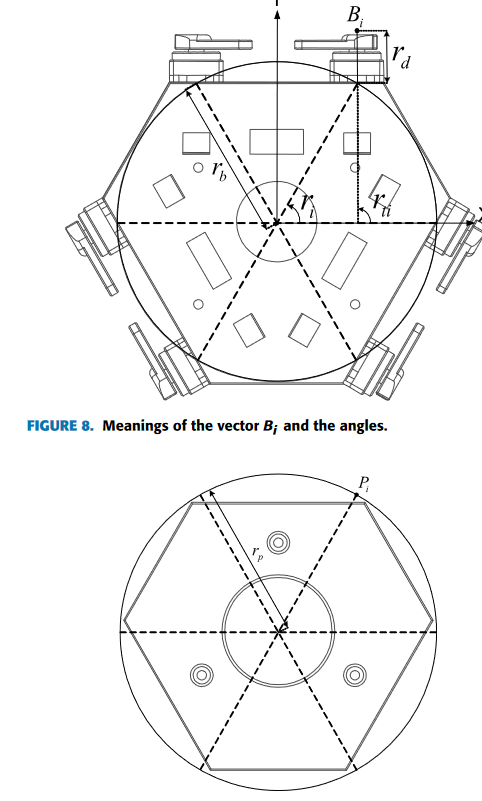 B_i
r_d
r_b
r_i
r_ti
FIGURE 8. Meanings of the vector B_i and the angles.
P_i
r_p